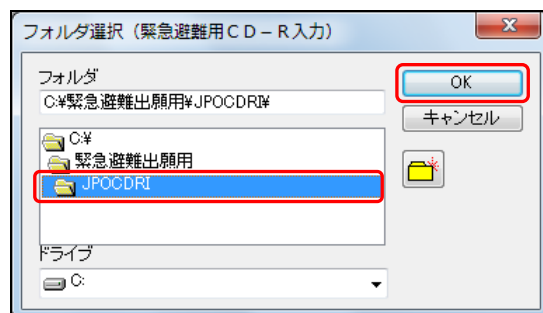 フォルダ選択（緊急避難用ＣＤ－Ｒ入力）
フォルダ
C:¥緊急避難出願用¥JPOCDRI¥
OK
キャンセル
C:¥
緊急避難出願用
JPOCDRI
ドライブ
C: